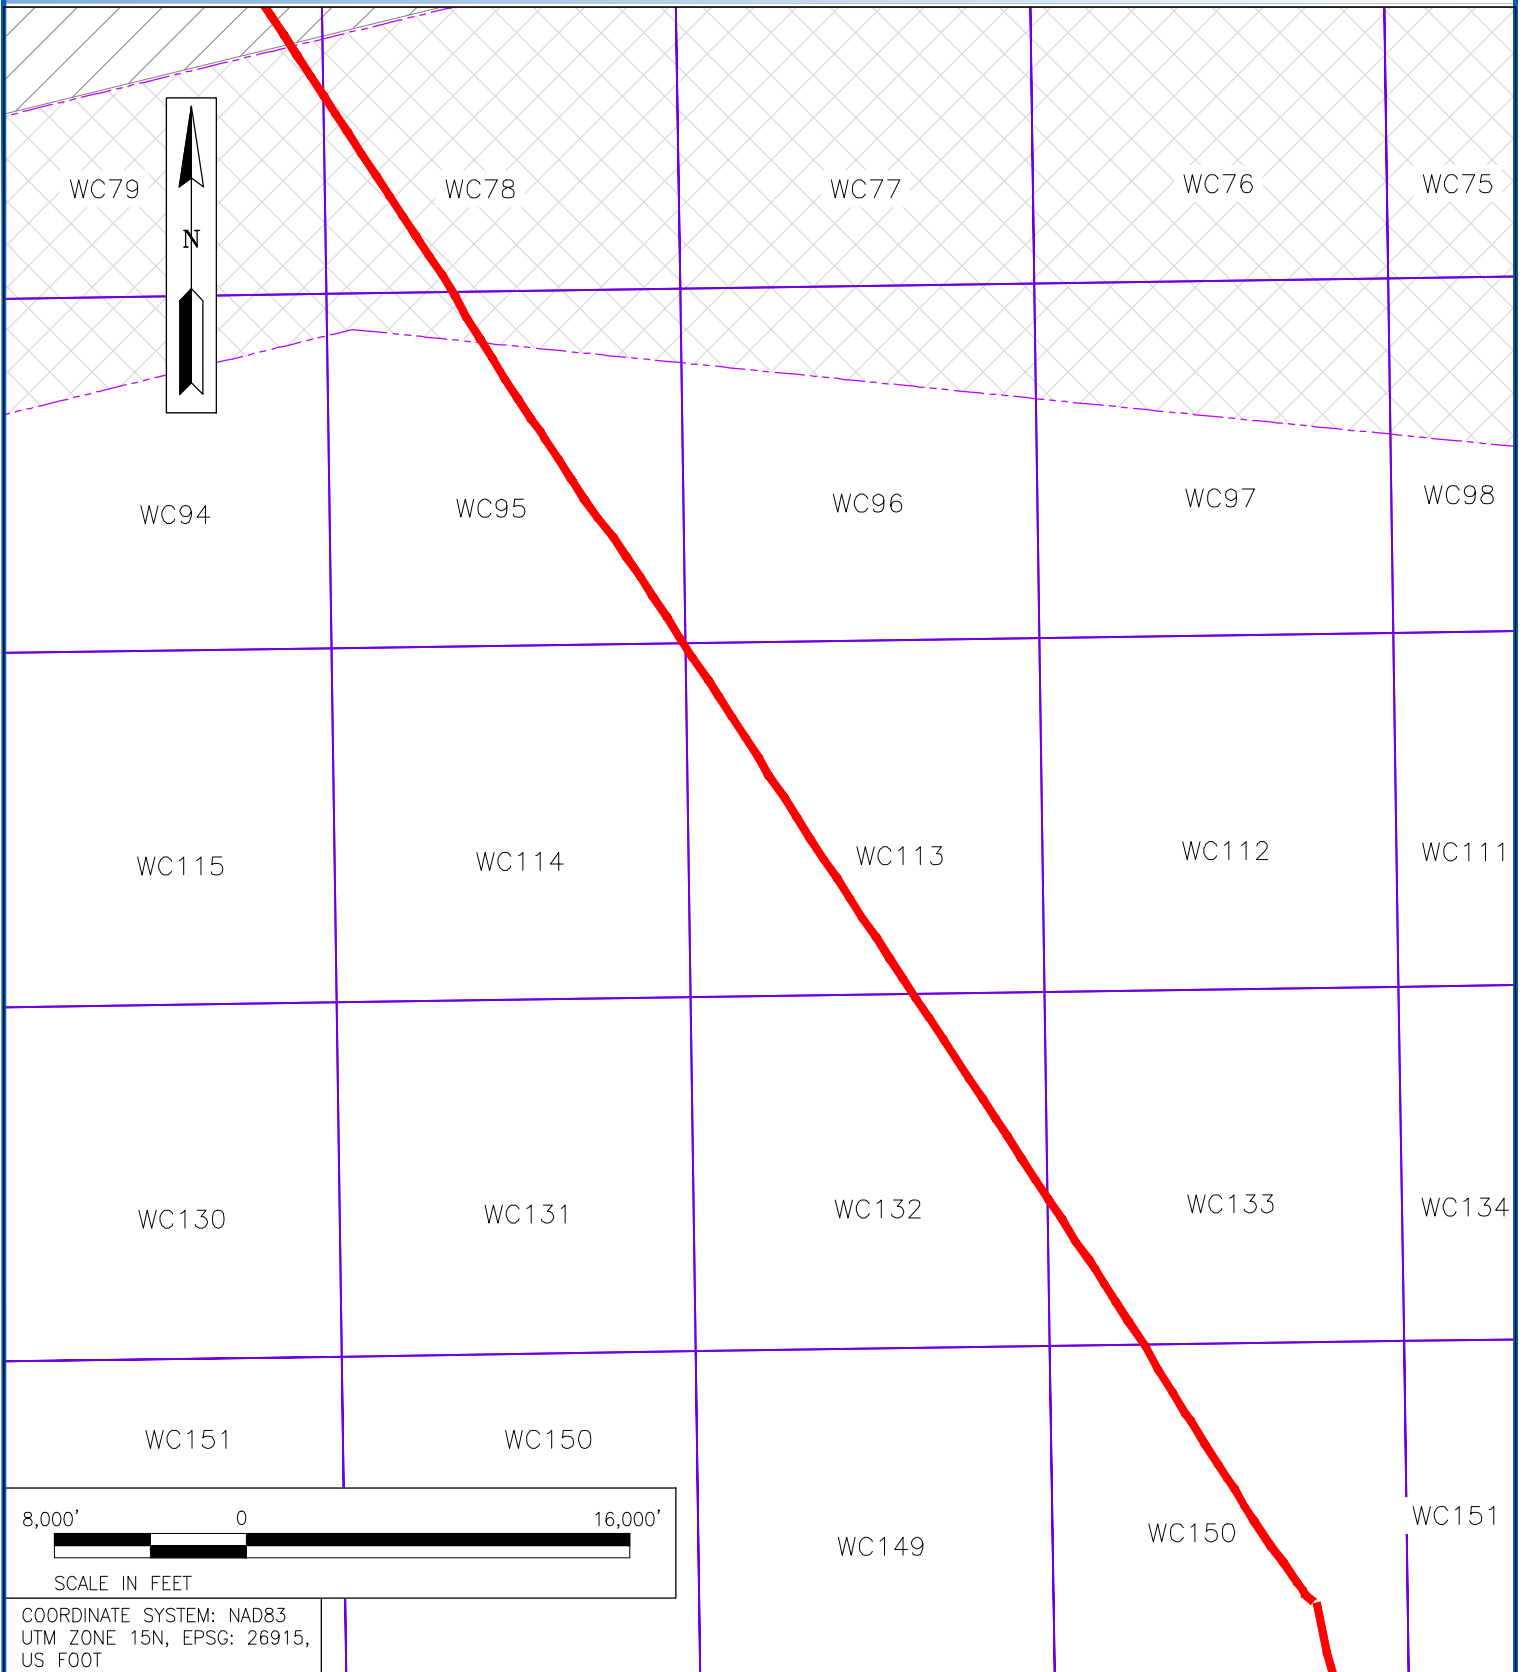 WC79 WC78 WC77 WC76 WC75
N
WC94 WC95 WC96 WC97 WC98
WC115 WC114 WC113 WC112 WC111
WC130 WC131 WC132 WC133 WC134
WC151 WC150 WC149 WC150 WC151
8,000' 0 16,000'
SCALE IN FEET
COORDINATE SYSTEM: NAD83
UTM ZONE 15N, EPSG: 26915,
US FOOT